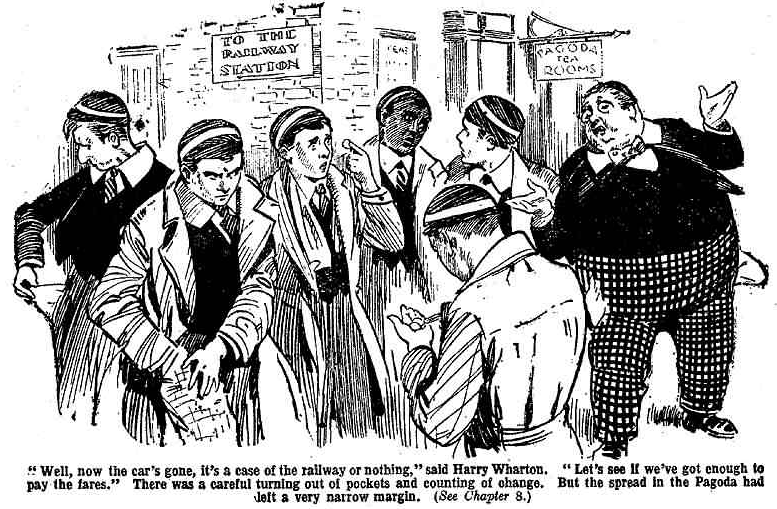 TO THE
RAILWAY
STATION
TEA
PAGODA
TEA
ROOMS
“Well, now the car's gone, it's a case of the railway or nothing,” said Harry Wharton. “Let's see if we've got enough to
pay the fares.” There was a careful turning out of pockets and counting of change. But the spread in the Pagoda had
left a very narrow margin. (See Chapter 8.)